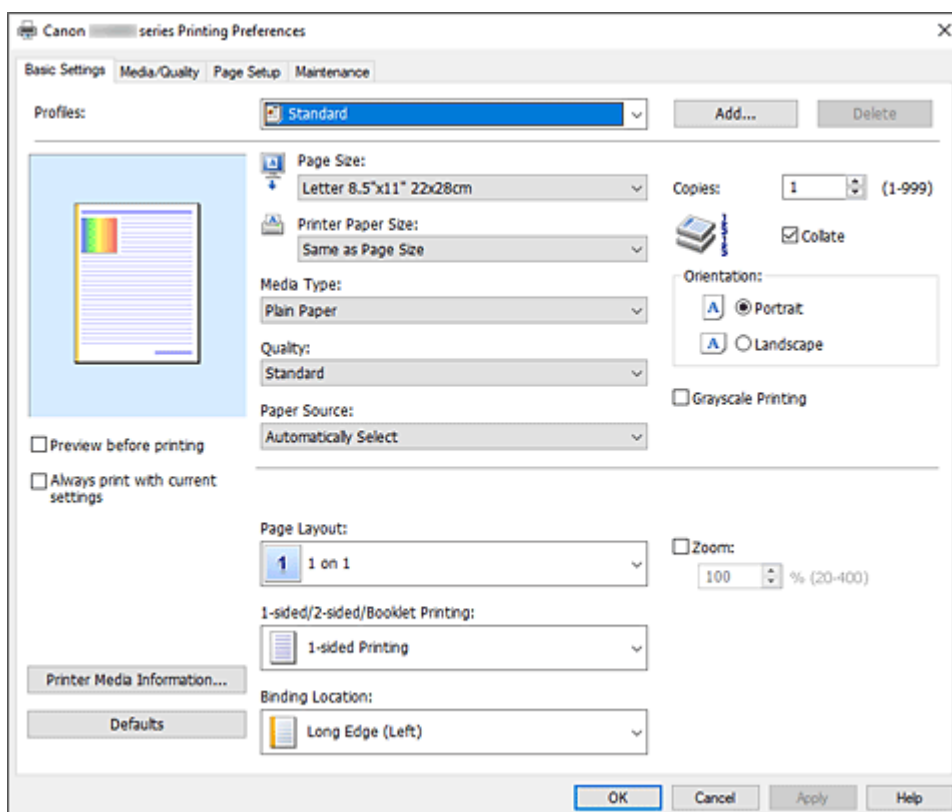 Canon series Printing Preferences
Basic Settings Media/Quality Page Setup Maintenance
Profiles: Standard Add... Delete
Page Size:
Letter 8.5"x11" 22x28cm
Copies: 1 (1-999)
Printer Paper Size:
Same as Page Size
Collate
Media Type:
Plain Paper
Orientation:
A Portrait
A Landscape
Quality:
Standard
Grayscale Printing
Paper Source:
Automatically Select
Preview before printing
Always print with current
settings
Page Layout:
1 1 on 1
Zoom:
100 % (20-400)
1-sided/2-sided/Booklet Printing:
1-sided Printing
Printer Media Information...
Defaults
Binding Location:
Long Edge (Left)
OK Cancel Apply Help